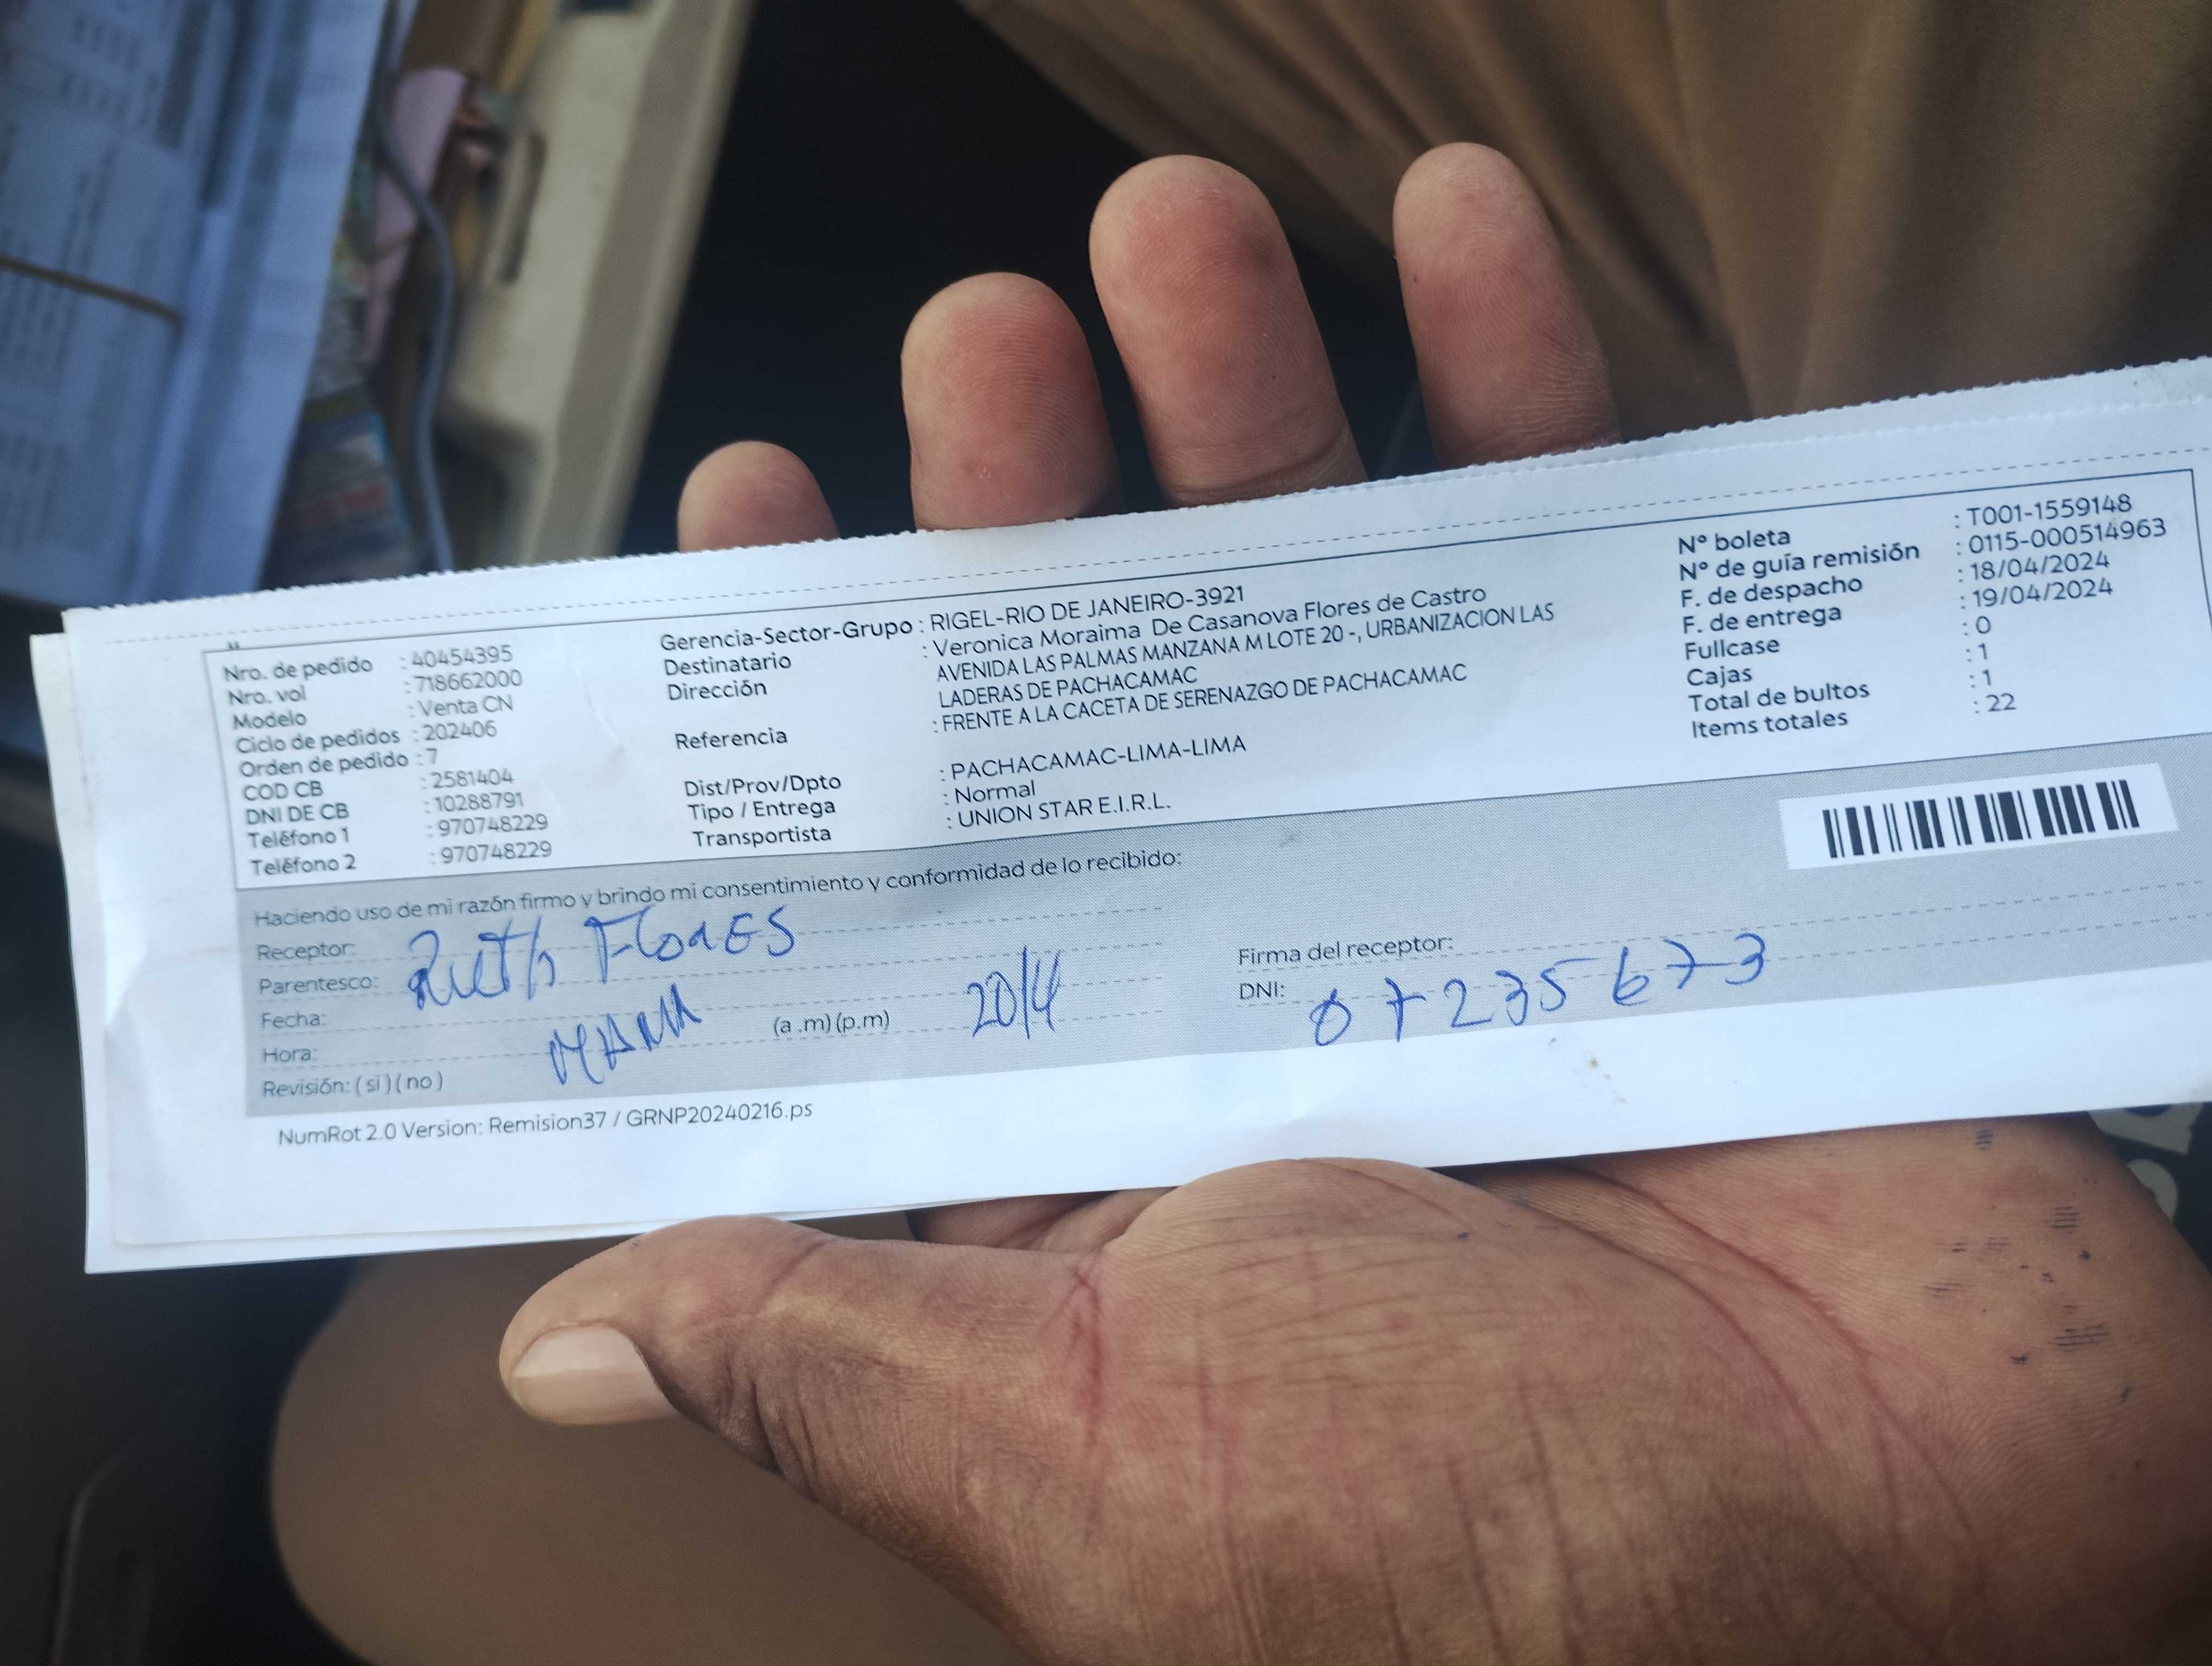 Nro. de pedido : 40454395
Nro. vol : 718662000
Modelo : Venta CN
Ciclo de pedidos : 202406
Orden de pedido : 7
COD CB : 2581404
DNI DE CB : 10288791
Teléfono 1 : 970748229
Teléfono 2 : 970748229
Gerencia-Sector-Grupo : RIGEL-RIO DE JANEIRO-3921
Destinatario : Veronica Moraima De Casanova Flores de Castro
Dirección AVENIDA LAS PALMAS MANZANA M LOTE 20 -, URBANIZACION LAS
LADERAS DE PACHACAMAC
Referencia : FRENTE A LA CACETA DE SERENAZGO DE PACHACAMAC
Dist/Prov/Dpto : PACHACAMAC-LIMA-LIMA
Tipo / Entrega : Normal
Transportista : UNION STAR E.I.R.L.
Nº boleta : T001-1559148
Nº de guía remisión : 0115-000514963
F. de despacho : 18/04/2024
F. de entrega : 19/04/2024
Fullcase : 0
Cajas : 1
Total de bultos : 1
Items totales : 22
Haciendo uso de mi razón firmo y brindo mi consentimiento y conformidad de lo recibido:
Receptor: Ruth Flores
Parentesco:
Fecha: MAMA 20/4
Hora: (a .m) (p.m)
Revisión: ( si ) ( no )
Firma del receptor:
DNI: 07235673
NumRot 2.0 Version: Remision37 / GRNP20240216.ps